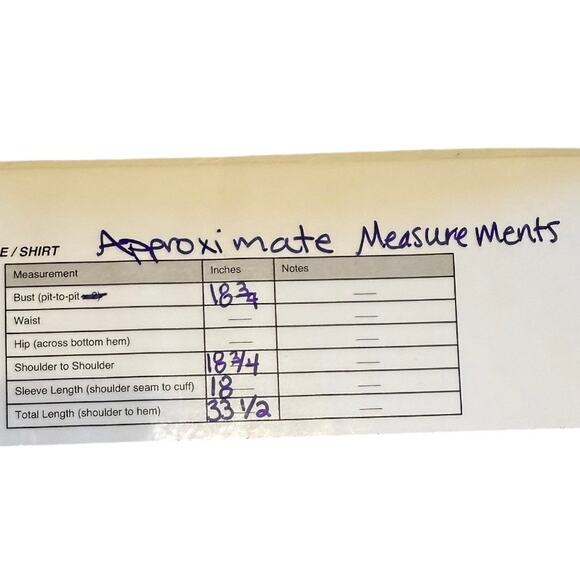 E / SHIRT Approximate Measurements
Measurement Inches Notes
Bust (pit-to-pit 18 3/4 —
Waist — —
Hip (across bottom hem) — —
Shoulder to Shoulder 18 3/4 —
Sleeve Length (shoulder seam to cuff) 18 —
Total Length (shoulder to hem) 33 1/2 —